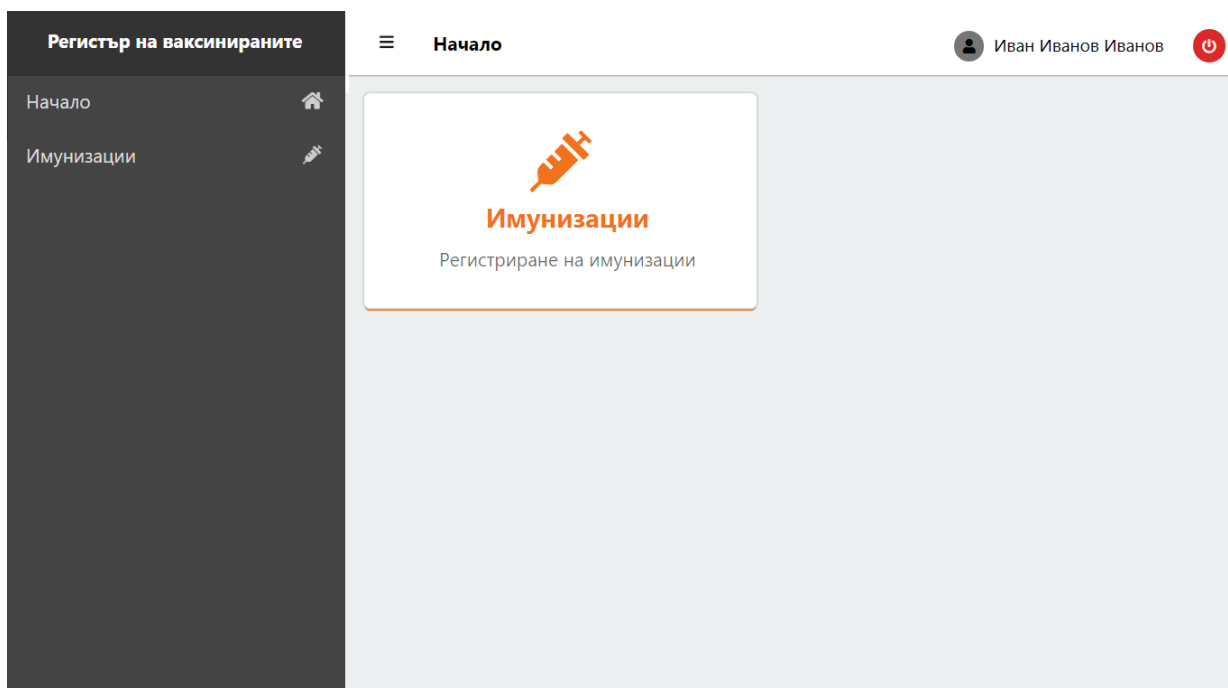 Регистър на ваксинираните
Начало
Иван Иванов Иванов
Начало
Имунизации
Имунизации
Регистриране на имунизации